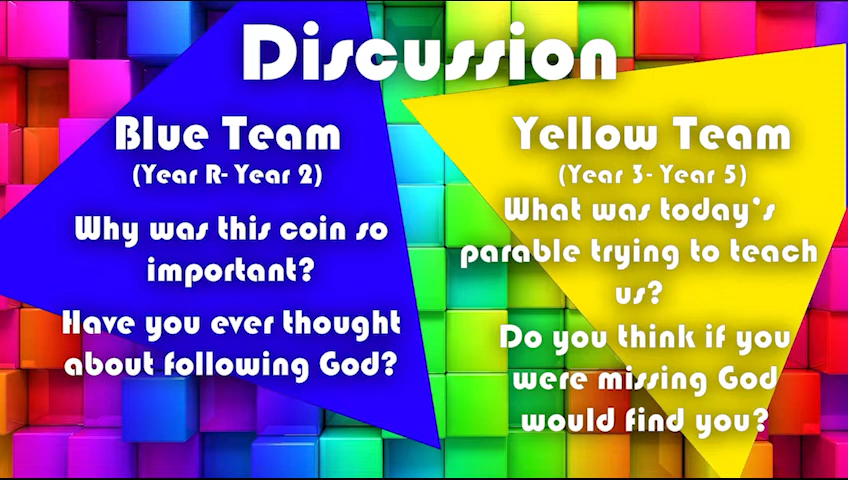 Discussion
Blue Team
(Year R- Year 2)
Why was this coin so
important?
Have you ever thought
about following God?
Yellow Team
(Year 3- Year 5)
What was today's
parable trying to teach
us?
Do you think if you
were missing God
would find you?